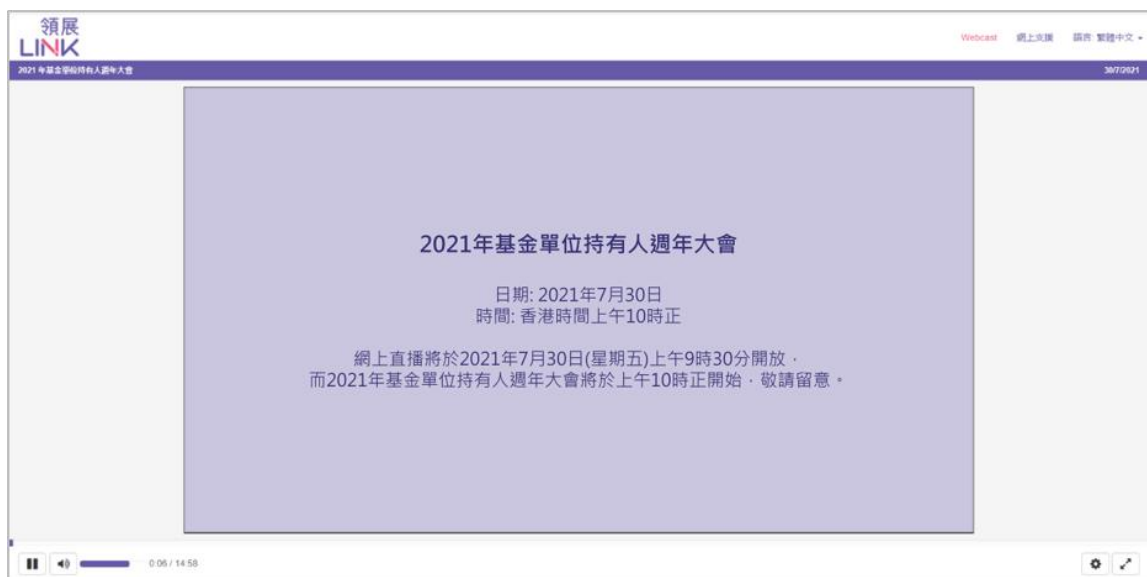 領展
LINK
Webcast 網上支援 語言: 繁體中文
2021 年基金單位持有人週年大會 30/7/2021
2021年基金單位持有人週年大會
日期: 2021年7月30日
時間: 香港時間上午10時正
網上直播將於2021年7月30日(星期五)上午9時30分開放，
而2021年基金單位持有人週年大會將於上午10時正開始，敬請留意。
0:06 / 14:58